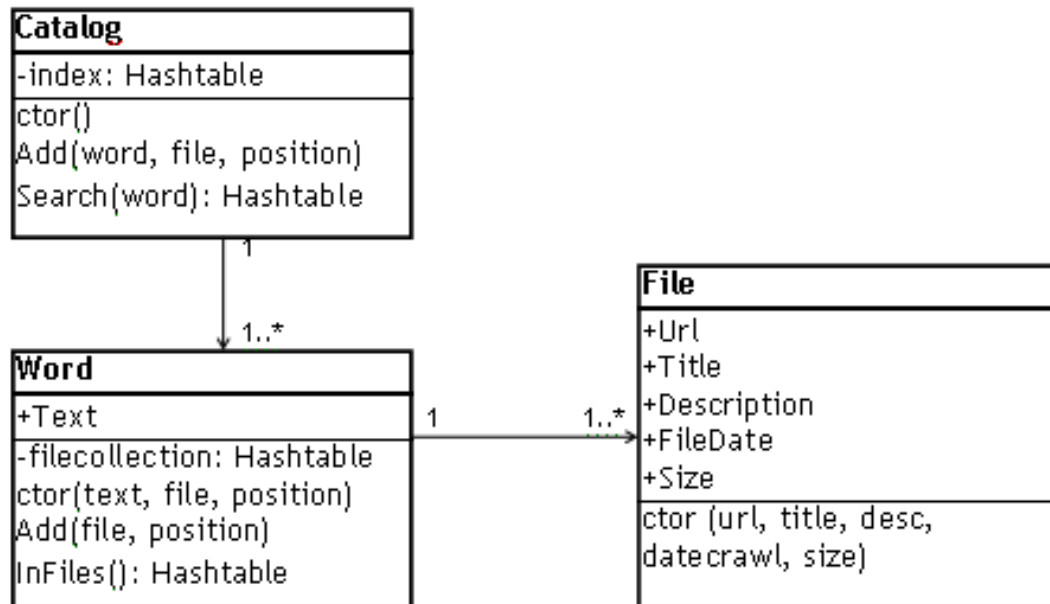 Catalog
-index: Hashtable
ctor()
Add(word, file, position)
Search(word): Hashtable
1
1..*
Word
+Text
-filecollection: Hashtable
ctor(text, file, position)
Add(file, position)
InFiles(): Hashtable
1
1..*
File
+Url
+Title
+Description
+FileDate
+Size
ctor (url, title, desc,
datecrawl, size)